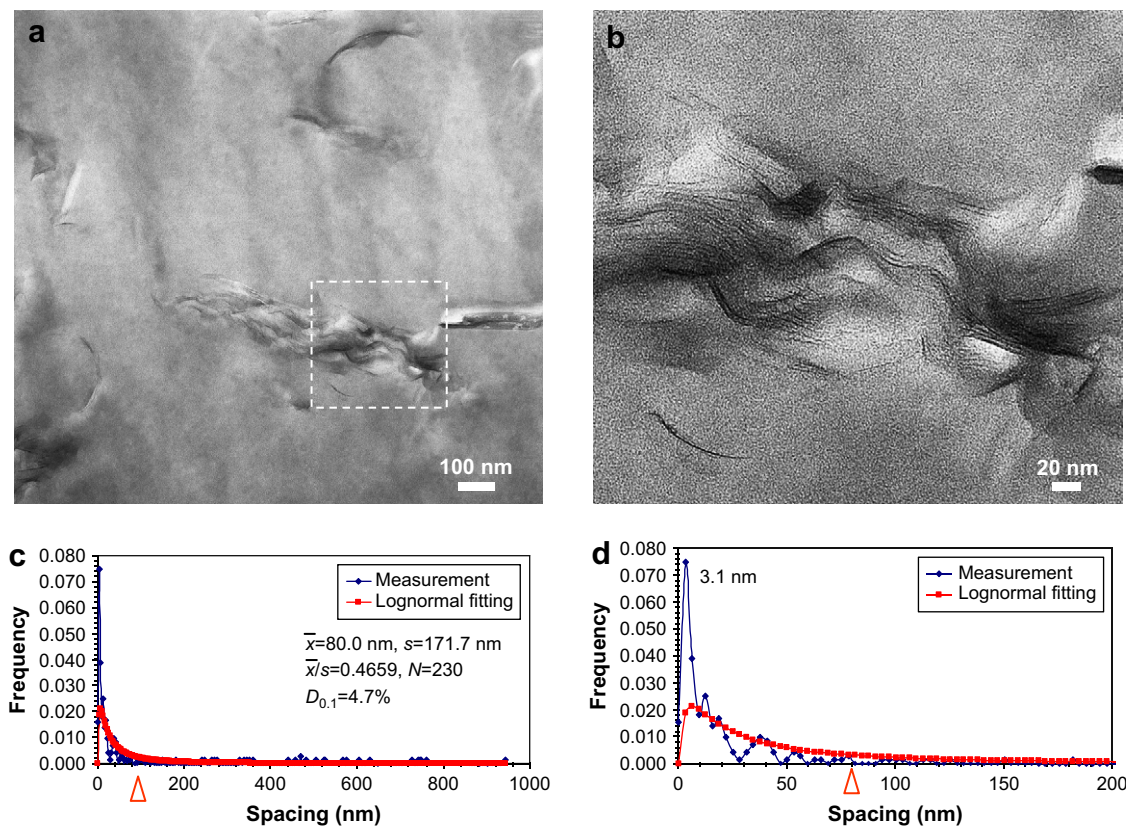 a
100 nm
b
20 nm
c
0.080
0.070
0.060
0.050
0.040
0.030
0.020
0.010
0.000
Frequency
Measurement
Lognormal fitting
x̅=80.0 nm, s=171.7 nm
x̅/s=0.4659, N=230
D₀.₁=4.7%
0 200 400 600 800 1000
Spacing (nm)
d
0.080
0.070
0.060
0.050
0.040
0.030
0.020
0.010
0.000
Frequency
3.1 nm
Measurement
Lognormal fitting
0 50 100 150 200
Spacing (nm)